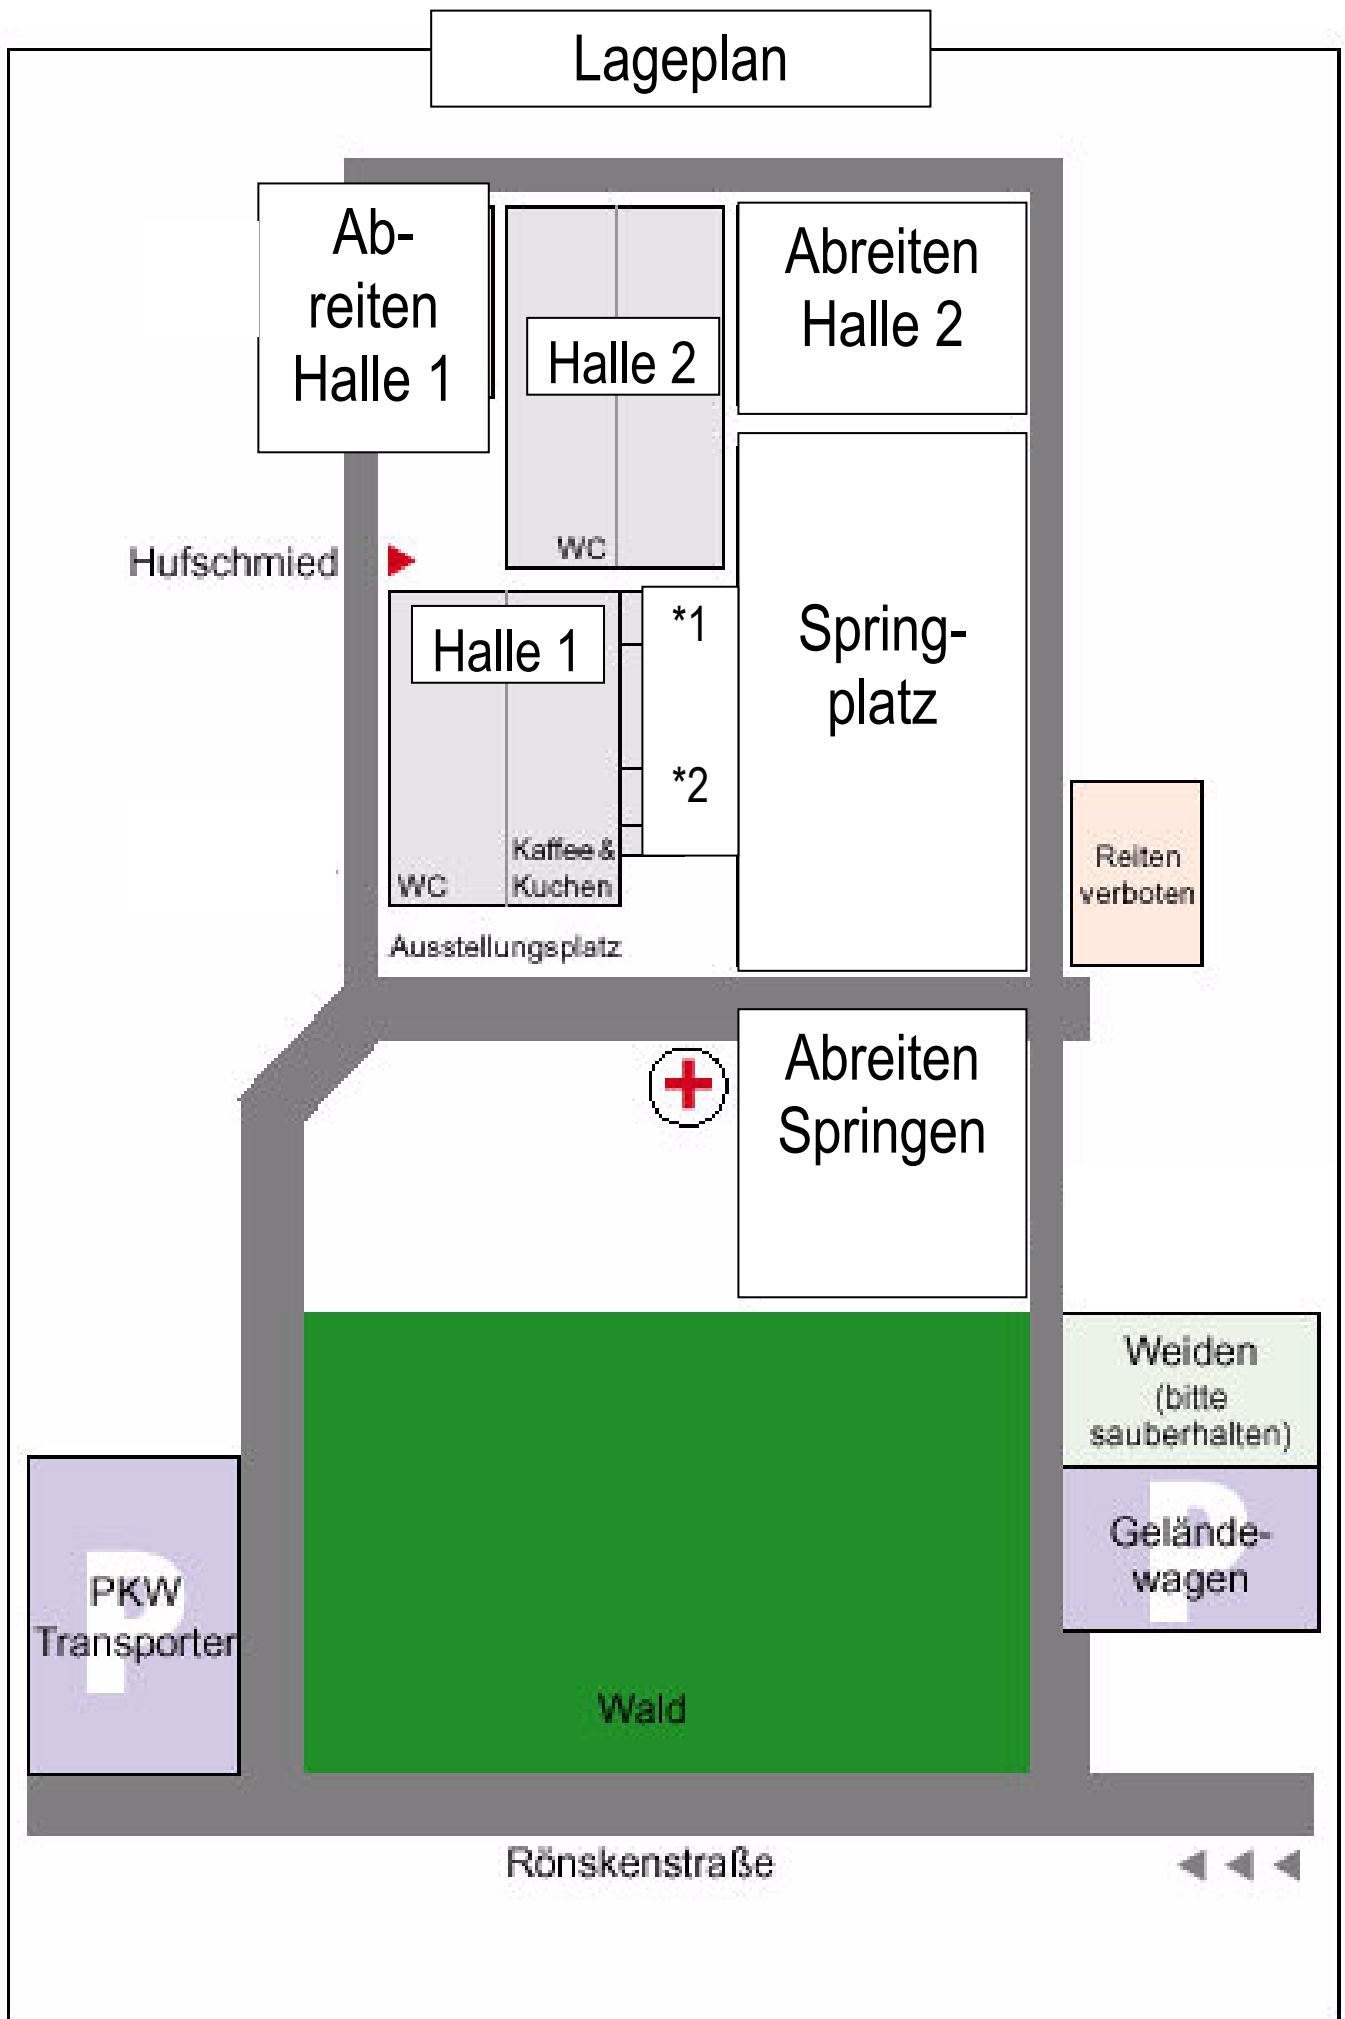 Lageplan
Ab-
reiten
Halle 1
Halle 2
WC
Abreiten
Halle 2
Hufschmied
Halle 1
*1
*2
Spring-
platz
Kaffee &
Kuchen
WC
Ausstellungsplatz
Reiten
verboten
Abreiten
Springen
Weiden
(bitte
sauberhalten)
P
Gelände-
wagen
P
PKW
Transporter
Wald
Rönskenstraße